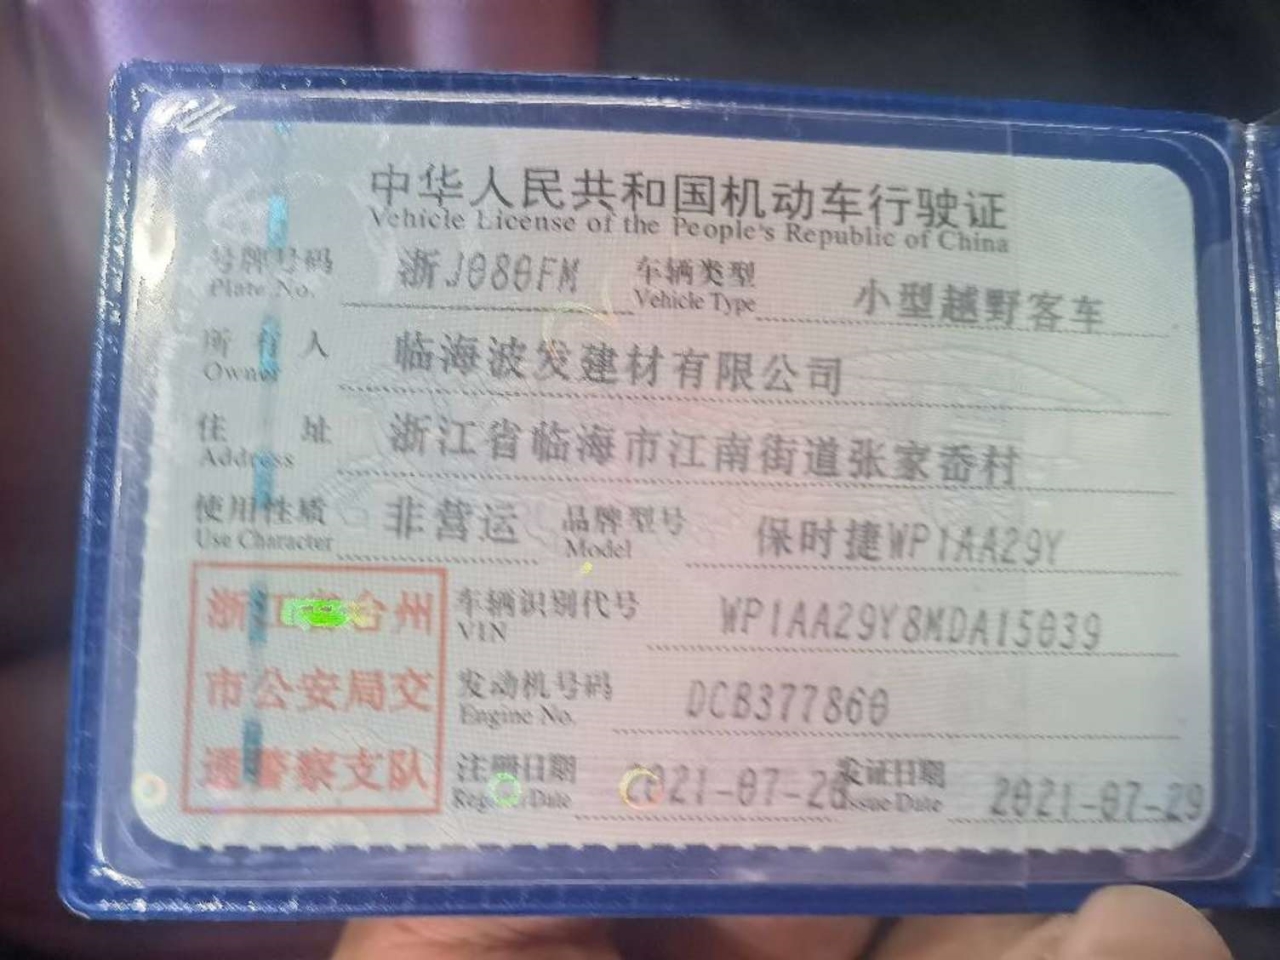 中华人民共和国机动车行驶证
Vehicle License of the People's Republic of China
号牌号码 浙J080FM 车辆类型 小型越野客车
Plate No. Vehicle Type
所有人 临海波发建材有限公司
Owner
住址 浙江省临海市江南街道张家岙村
Address
使用性质 非营运 品牌型号 保时捷WP1AA29Y
Use Character Model
浙江省台州
市公安局交
通警察支队
车辆识别代号 WP1AA29Y8MDA15039
VIN
发动机号码 DCB377860
Engine No.
注册日期 发证日期 2021-07-29
Register Date Issue Date